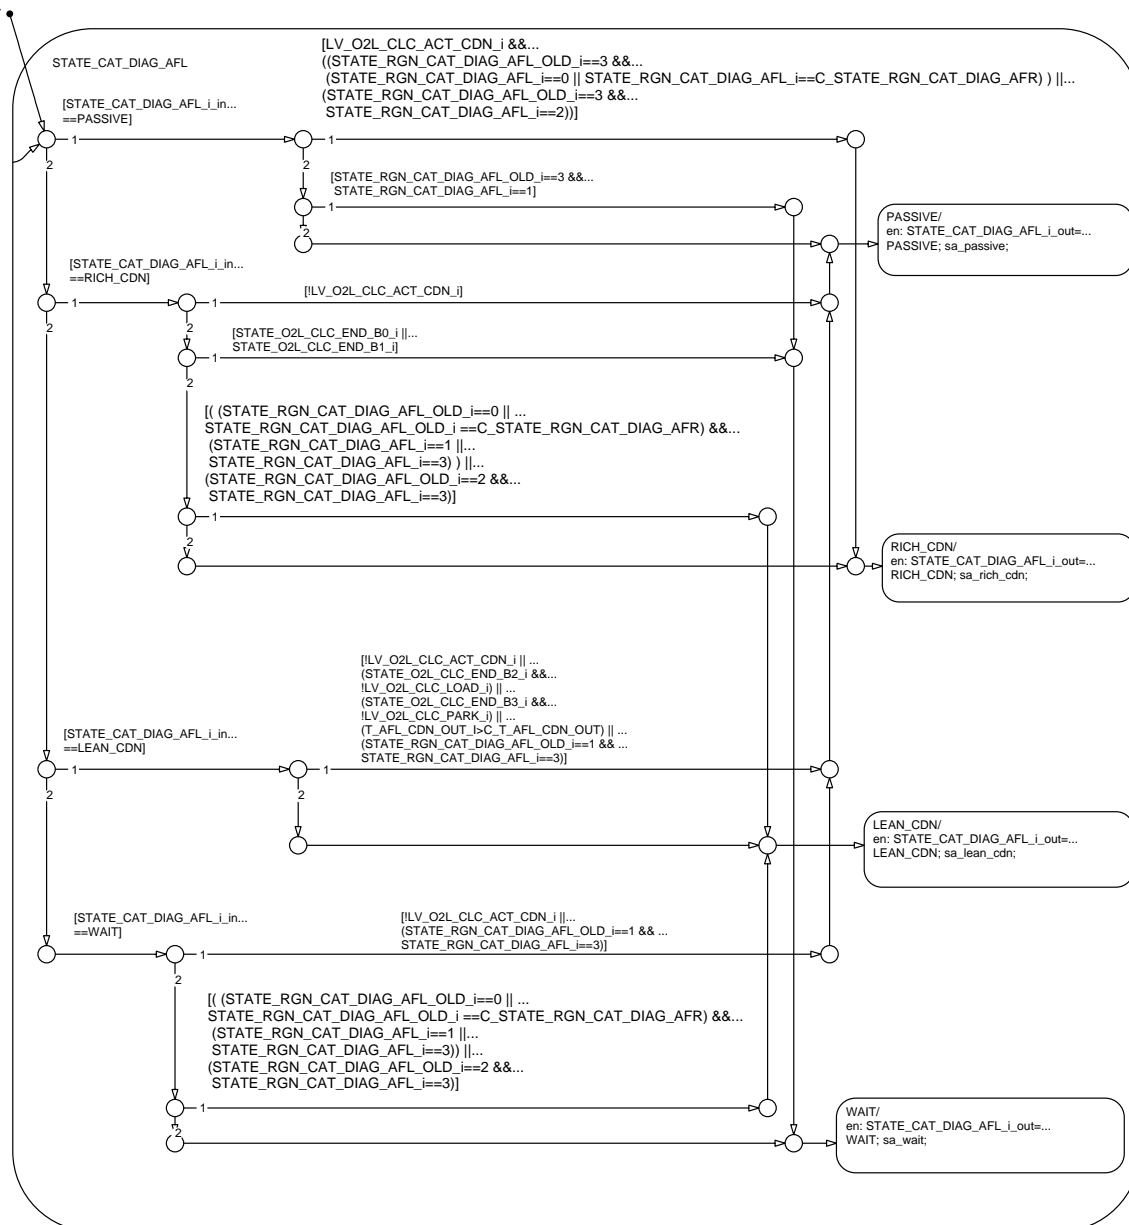 STATE_CAT_DIAG_AFL
[LV_O2L_CLC_ACT_CDN_i &&...
((STATE_RGN_CAT_DIAG_AFL_OLD_i==3 &&...
(STATE_RGN_CAT_DIAG_AFL_i==0 || STATE_RGN_CAT_DIAG_AFL_i==C_STATE_RGN_CAT_DIAG_AFR) ) ||...
(STATE_RGN_CAT_DIAG_AFL_OLD_i==3 &&...
STATE_RGN_CAT_DIAG_AFL_i==2))]
[STATE_CAT_DIAG_AFL_i_in...
==PASSIVE]
1
1
2
2
[STATE_RGN_CAT_DIAG_AFL_OLD_i==3 &&...
STATE_RGN_CAT_DIAG_AFL_i==1]
1
2
PASSIVE/
en: STATE_CAT_DIAG_AFL_i_out=...
PASSIVE; sa_passive;
[STATE_CAT_DIAG_AFL_i_in...
==RICH_CDN]
[!LV_O2L_CLC_ACT_CDN_i]
1
1
2
2
[STATE_O2L_CLC_END_B0_i ||...
STATE_O2L_CLC_END_B1_i]
1
2
[( (STATE_RGN_CAT_DIAG_AFL_OLD_i==0 || ...
STATE_RGN_CAT_DIAG_AFL_OLD_i ==C_STATE_RGN_CAT_DIAG_AFR) &&...
(STATE_RGN_CAT_DIAG_AFL_i==1 ||...
STATE_RGN_CAT_DIAG_AFL_i==3) ) ||...
(STATE_RGN_CAT_DIAG_AFL_OLD_i==2 &&...
STATE_RGN_CAT_DIAG_AFL_i==3)]
1
2
RICH_CDN/
en: STATE_CAT_DIAG_AFL_i_out=...
RICH_CDN; sa_rich_cdn;
[!LV_O2L_CLC_ACT_CDN_i || ...
(STATE_O2L_CLC_END_B2_i &&...
!LV_O2L_CLC_LOAD_i) || ...
(STATE_O2L_CLC_END_B3_i &&...
!LV_O2L_CLC_PARK_i) || ...
(T_AFL_CDN_OUT_I>C_T_AFL_CDN_OUT) || ...
(STATE_RGN_CAT_DIAG_AFL_OLD_i==1 && ...
STATE_RGN_CAT_DIAG_AFL_i==3)]
[STATE_CAT_DIAG_AFL_i_in...
==LEAN_CDN]
1
1
2
2
LEAN_CDN/
en: STATE_CAT_DIAG_AFL_i_out=...
LEAN_CDN; sa_lean_cdn;
[STATE_CAT_DIAG_AFL_i_in...
==WAIT]
[!LV_O2L_CLC_ACT_CDN_i ||...
(STATE_RGN_CAT_DIAG_AFL_OLD_i==1 && ...
STATE_RGN_CAT_DIAG_AFL_i==3)]
1
2
[( (STATE_RGN_CAT_DIAG_AFL_OLD_i==0 || ...
STATE_RGN_CAT_DIAG_AFL_OLD_i ==C_STATE_RGN_CAT_DIAG_AFR) &&...
(STATE_RGN_CAT_DIAG_AFL_i==1 ||...
STATE_RGN_CAT_DIAG_AFL_i==3)) ||...
(STATE_RGN_CAT_DIAG_AFL_OLD_i==2 &&...
STATE_RGN_CAT_DIAG_AFL_i==3)]
1
2
WAIT/
en: STATE_CAT_DIAG_AFL_i_out=...
WAIT; sa_wait;